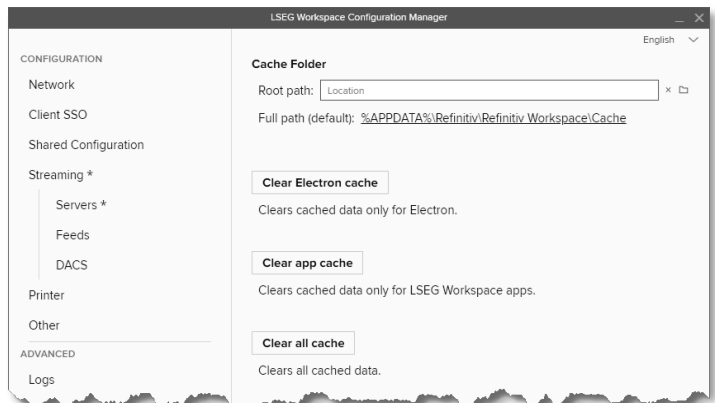 LSEG Workspace Configuration Manager
English
CONFIGURATION
Network
Client SSO
Shared Configuration
Streaming *
Servers *
Feeds
DACS
Printer
Other
ADVANCED
Logs
Cache Folder
Root path: Location
Full path (default): %APPDATA%\Refinitiv\Refinitiv Workspace\Cache
Clear Electron cache
Clears cached data only for Electron.
Clear app cache
Clears cached data only for LSEG Workspace apps.
Clear all cache
Clears all cached data.